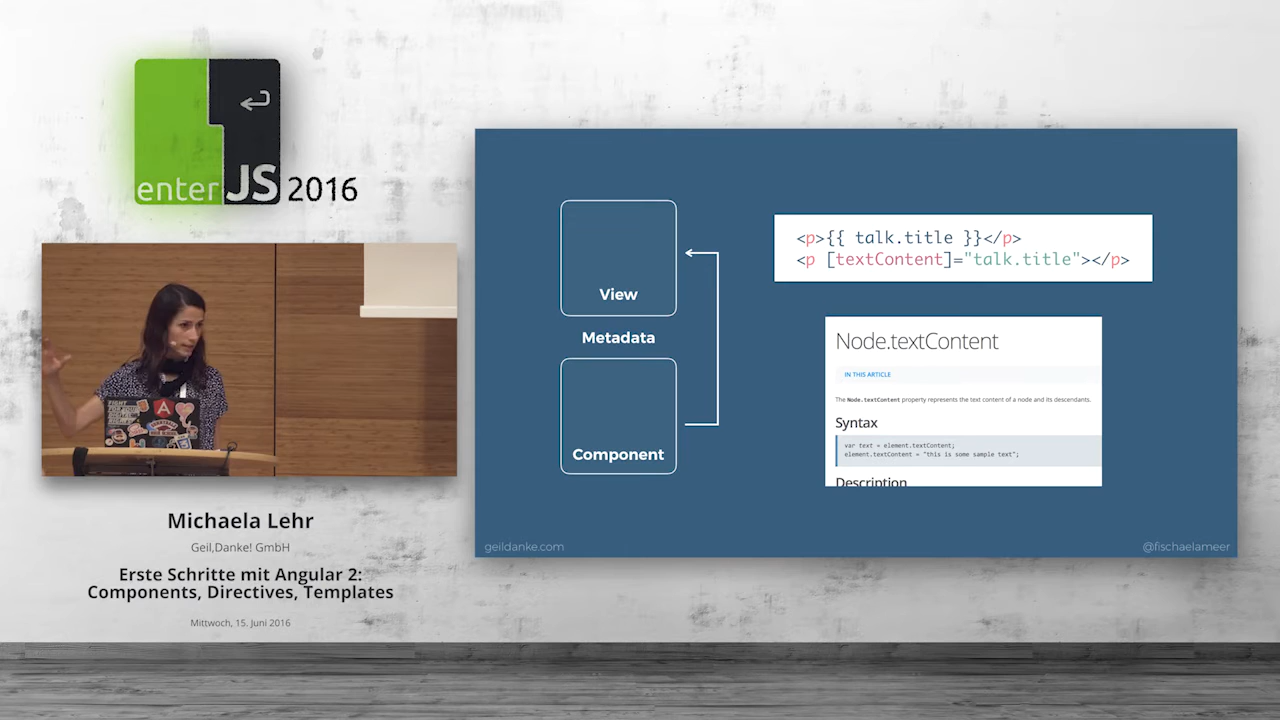 enterJS 2016
Michaela Lehr
Geil,Danke! GmbH
Erste Schritte mit Angular 2:
Components, Directives, Templates
Mittwoch, 15. Juni 2016
View
Metadata
Component
<p>{{ talk.title }}</p>
<p [textContent]="talk.title"></p>
Node.textContent
IN THIS ARTICLE
The Node.textContent property represents the text content of a node and its descendants.
Syntax
var text = element.textContent;
element.textContent = "this is some sample text";
Description
geildanke.com
@fischaelameer